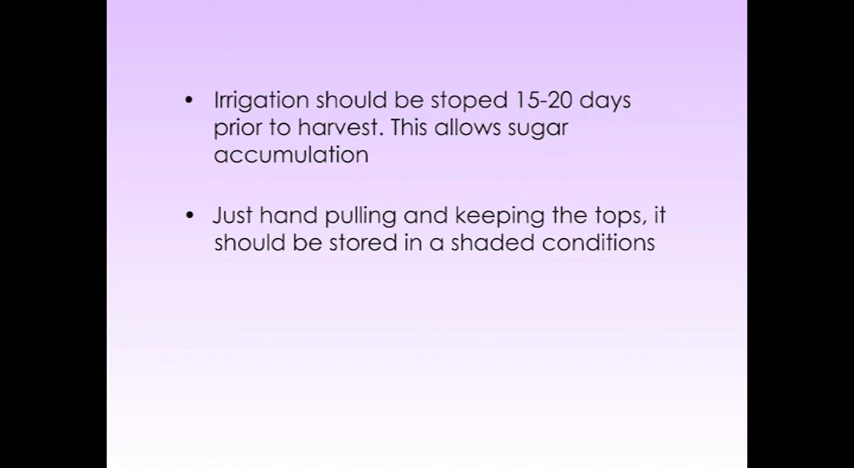 • Irrigation should be stoped 15-20 days
prior to harvest. This allows sugar
accumulation
• Just hand pulling and keeping the tops, it
should be stored in a shaded conditions